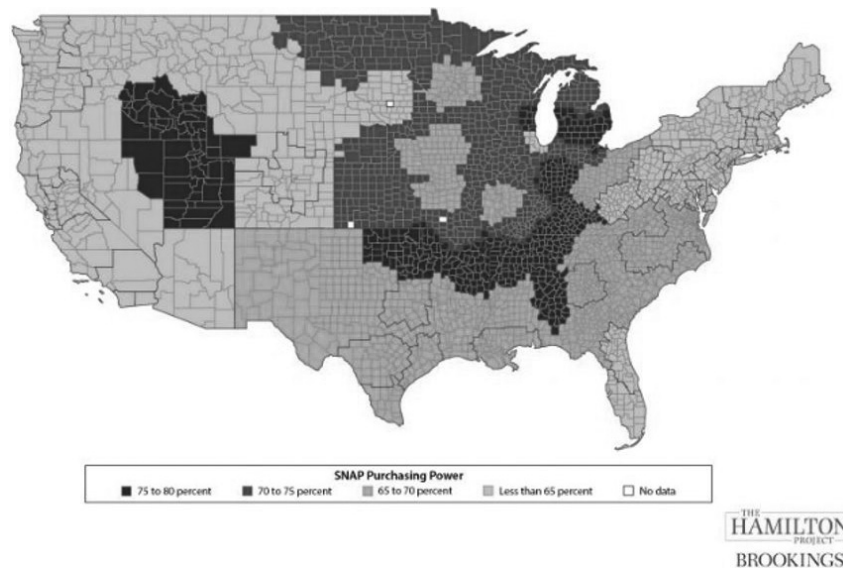 SNAP Purchasing Power
75 to 80 percent 70 to 75 percent 65 to 70 percent Less than 65 percent No data
THE
HAMILTON
PROJECT
BROOKINGS